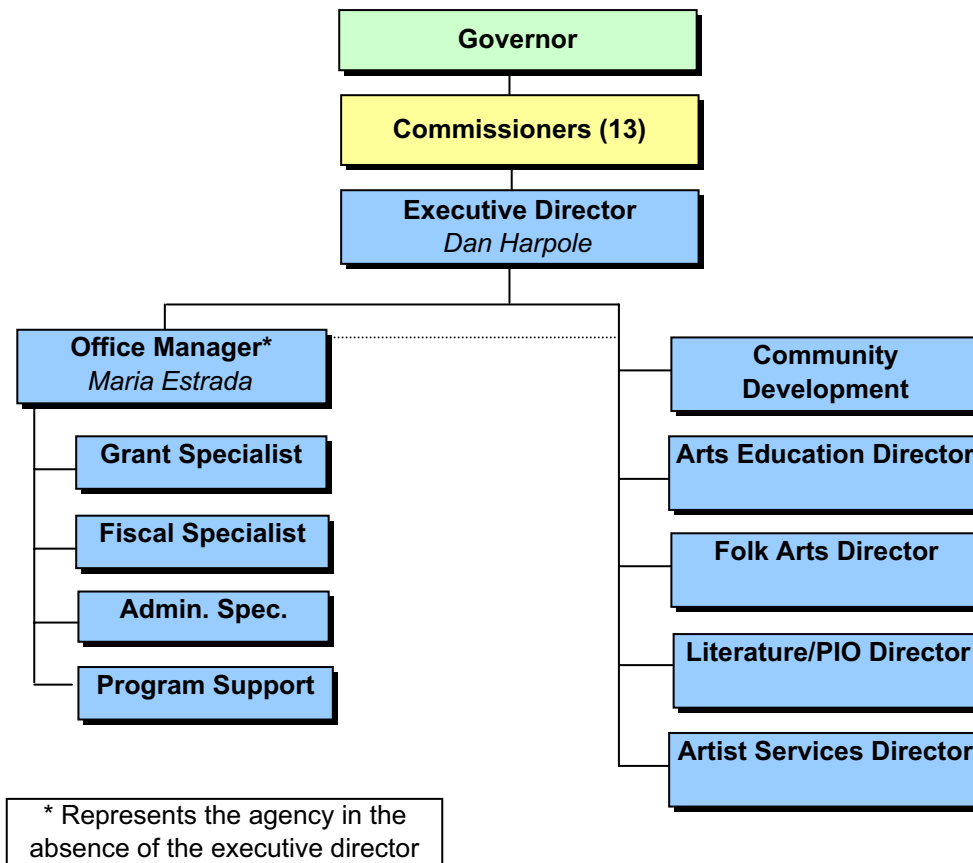 Governor
Commissioners (13)
Executive Director
Dan Harpole
Office Manager*
Maria Estrada
Grant Specialist
Fiscal Specialist
Admin. Spec.
Program Support
Community
Development
Arts Education Director
Folk Arts Director
Literature/PIO Director
Artist Services Director
* Represents the agency in the
absence of the executive director